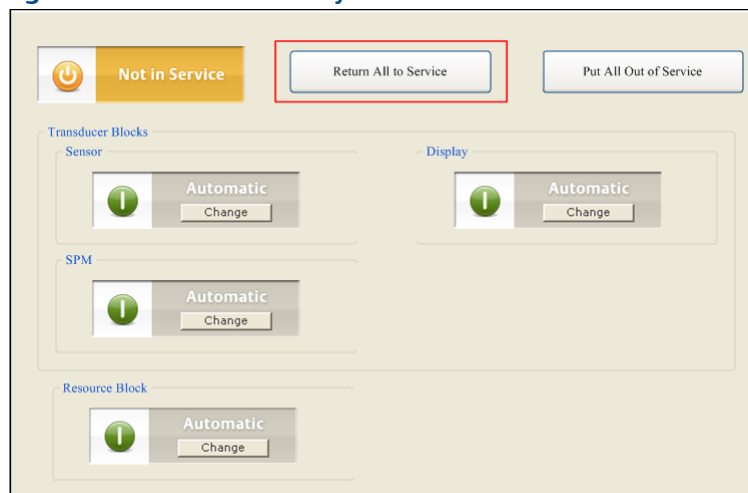 Not in Service
Return All to Service
Put All Out of Service
Transducer Blocks
Sensor
Automatic
Change
Display
Automatic
Change
SPM
Automatic
Change
Resource Block
Automatic
Change